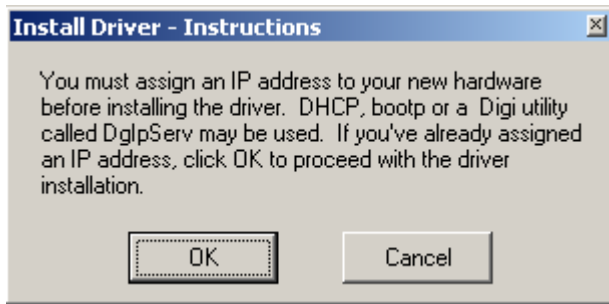 Install Driver - Instructions
You must assign an IP address to your new hardware
before installing the driver.  DHCP, bootp or a  Digi utility
called DgIpServ may be used.  If you've already assigned
an IP address, click OK to proceed with the driver
installation.
OK
Cancel